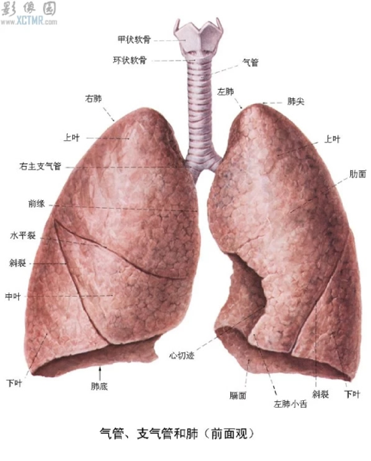 影像园
www.XCTMR.com
甲状软骨
环状软骨
气管
右肺
左肺
肺尖
上叶
上叶
右主支气管
肋面
前缘
水平裂
斜裂
中叶
心切迹
下叶
肺底
膈面
左肺小舌
斜裂
下叶
气管、支气管和肺（前面观）